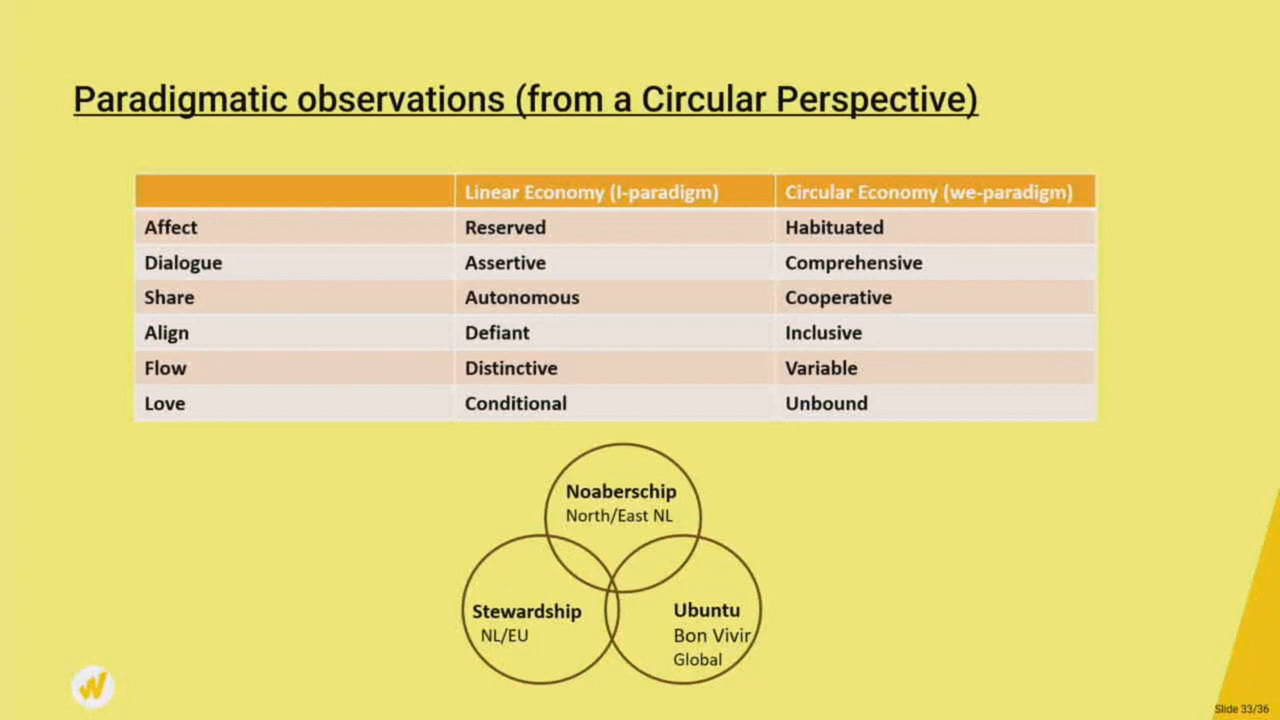 Paradigmatic observations (from a Circular Perspective)
Linear Economy (I-paradigm) Circular Economy (we-paradigm)
Affect Reserved Habituated
Dialogue Assertive Comprehensive
Share Autonomous Cooperative
Align Defiant Inclusive
Flow Distinctive Variable
Love Conditional Unbound
Noaberschip
North/East NL
Stewardship
NL/EU
Ubuntu
Bon Vivir
Global
Slide 33/36